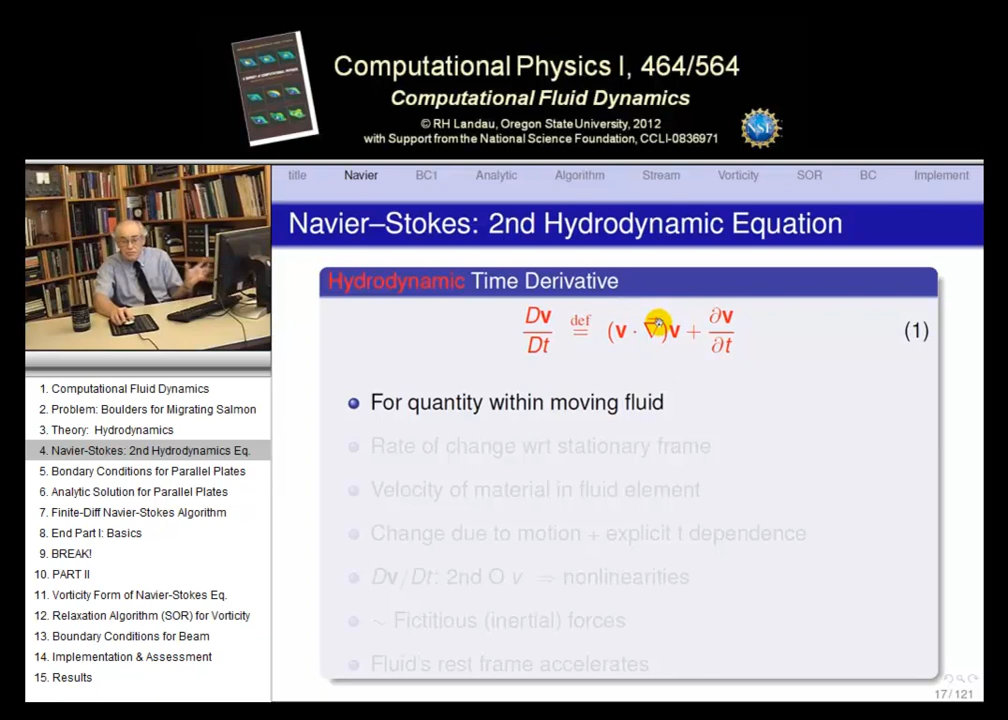 Computational Physics I, 464/564
Computational Fluid Dynamics
© RH Landau, Oregon State University, 2012
with Support from the National Science Foundation, CCLI-0836971
NSF
title Navier BC1 Analytic Algorithm Stream Vorticity SOR BC Implement
Navier–Stokes: 2nd Hydrodynamic Equation
Hydrodynamic Time Derivative
Dv/Dt def= (v · ∇)v + ∂v/∂t (1)
For quantity within moving fluid
Rate of change wrt stationary frame
Velocity of material in fluid element
Change due to motion + explicit t dependence
Dv/Dt: 2nd O v ⇒ nonlinearities
~ Fictitious (inertial) forces
Fluid's rest frame accelerates
17/121
1. Computational Fluid Dynamics
2. Problem: Boulders for Migrating Salmon
3. Theory: Hydrodynamics
4. Navier-Stokes: 2nd Hydrodynamics Eq.
5. Bondary Conditions for Parallel Plates
6. Analytic Solution for Parallel Plates
7. Finite-Diff Navier-Stokes Algorithm
8. End Part I: Basics
9. BREAK!
10. PART II
11. Vorticity Form of Navier-Stokes Eq.
12. Relaxation Algorithm (SOR) for Vorticity
13. Boundary Conditions for Beam
14. Implementation & Assessment
15. Results